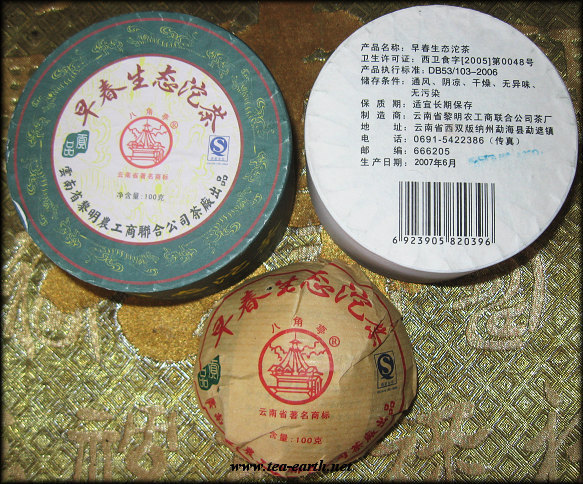 早春生态沱茶
八角亭®
贡品
云南省著名商标
净含量:100克
雲南省黎明農工商聯合公司茶廠出品
产品名称: 早春生态沱茶
卫生许可证: 西卫食字[2005]第0048号
产品执行标准: DB53/103-2006
储存条件: 通风、阴凉、干燥、无异味、
无污染
保 质 期: 适宜长期保存
制 造 商: 云南省黎明农工商联合公司茶厂
地 址: 云南省西双版纳州勐海县勐遮镇
电 话: 0691-5422386 (传真)
邮 编: 666205
生产日期: 2007年6月
6 923905 820396
早春生态沱茶
八角亭®
贡品
云南省著名商标
含量:100克
www.tea-earth.net